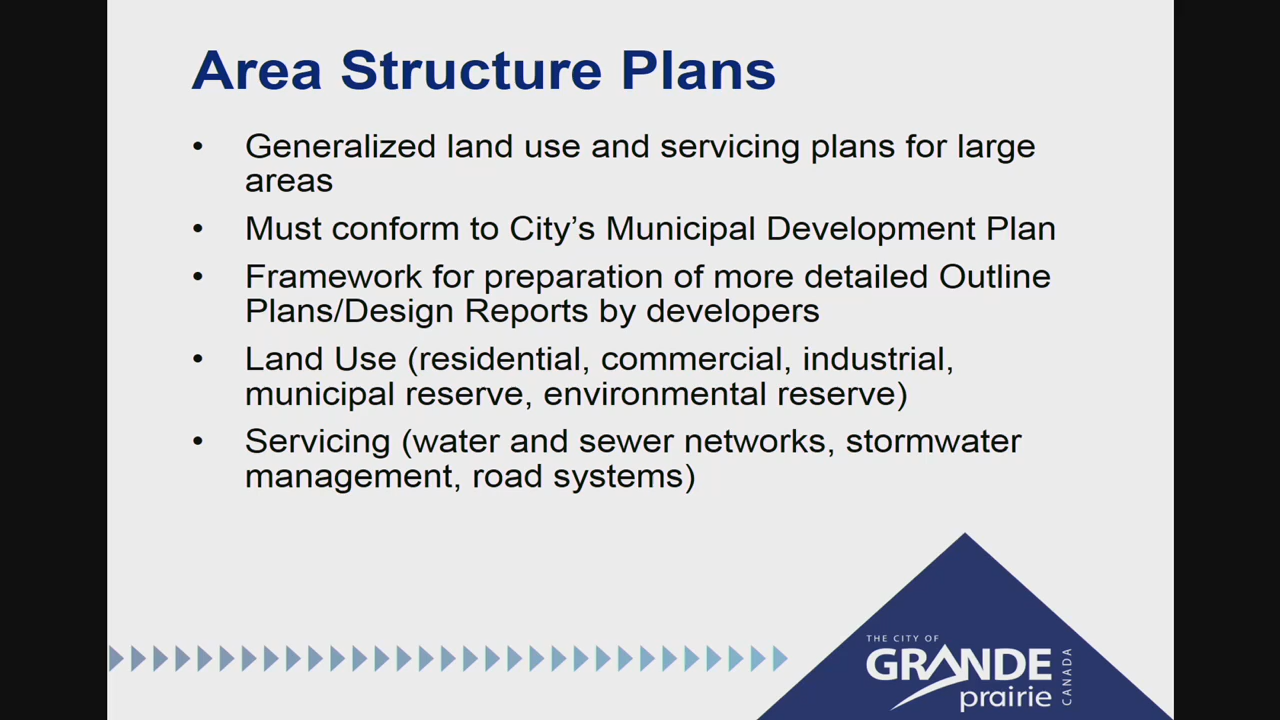 Area Structure Plans
• Generalized land use and servicing plans for large
areas
• Must conform to City’s Municipal Development Plan
• Framework for preparation of more detailed Outline
Plans/Design Reports by developers
• Land Use (residential, commercial, industrial,
municipal reserve, environmental reserve)
• Servicing (water and sewer networks, stormwater
management, road systems)
THE CITY OF
GRANDE
prairie
CANADA